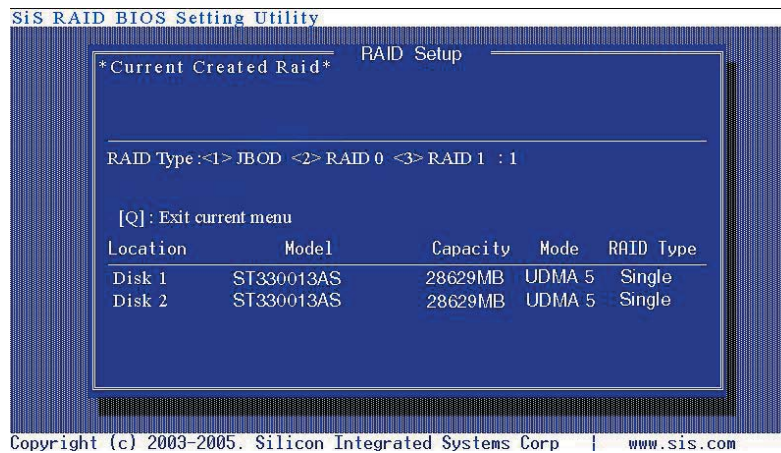 SiS RAID BIOS Setting Utility
RAID Setup
*Current Created Raid*
RAID Type :<1> JBOD <2> RAID 0 <3> RAID 1 : 1
[Q] : Exit current menu
Location Model Capacity Mode RAID Type
Disk 1 ST330013AS 28629MB UDMA 5 Single
Disk 2 ST330013AS 28629MB UDMA 5 Single
Copyright (c) 2003-2005. Silicon Integrated Systems Corp | www.sis.com